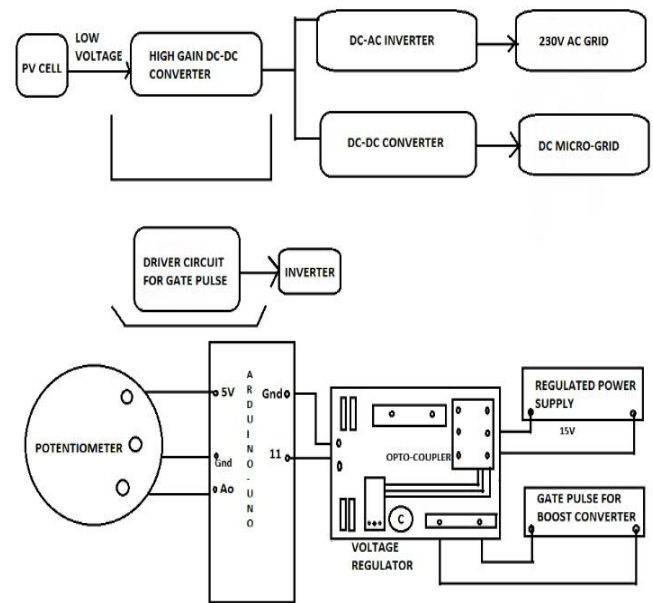 PV CELL
LOW
VOLTAGE
HIGH GAIN DC-DC
CONVERTER
DC-AC INVERTER
230V AC GRID
DC-DC CONVERTER
DC MICRO-GRID
DRIVER CIRCUIT
FOR GATE PULSE
INVERTER
POTENTIOMETER
5V
Gnd
Ao
ARDUINO-UNO
Gnd
11
OPTO-COUPLER
C
VOLTAGE
REGULATOR
REGULATED POWER
SUPPLY
15V
GATE PULSE FOR
BOOST CONVERTER